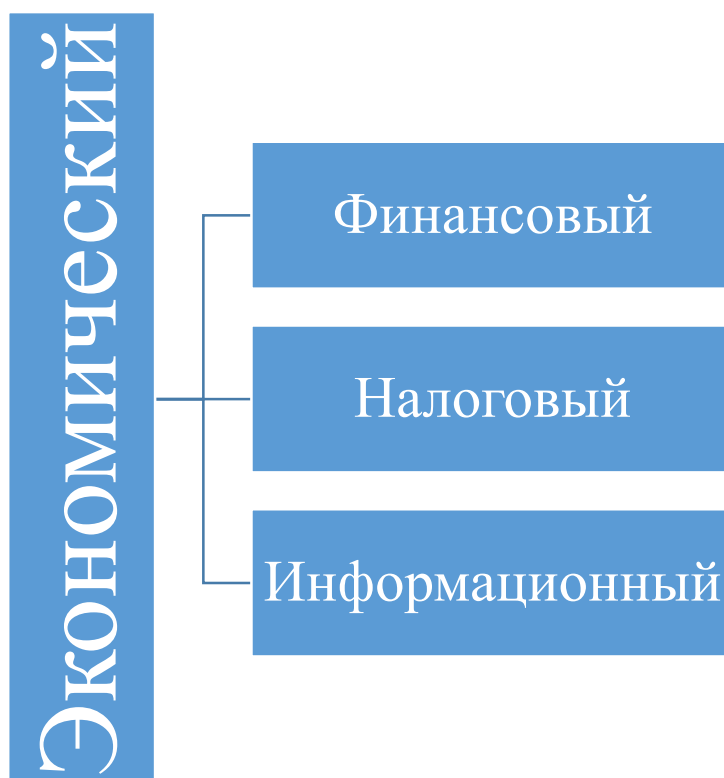 Экономический
Финансовый
Налоговый
Информационный